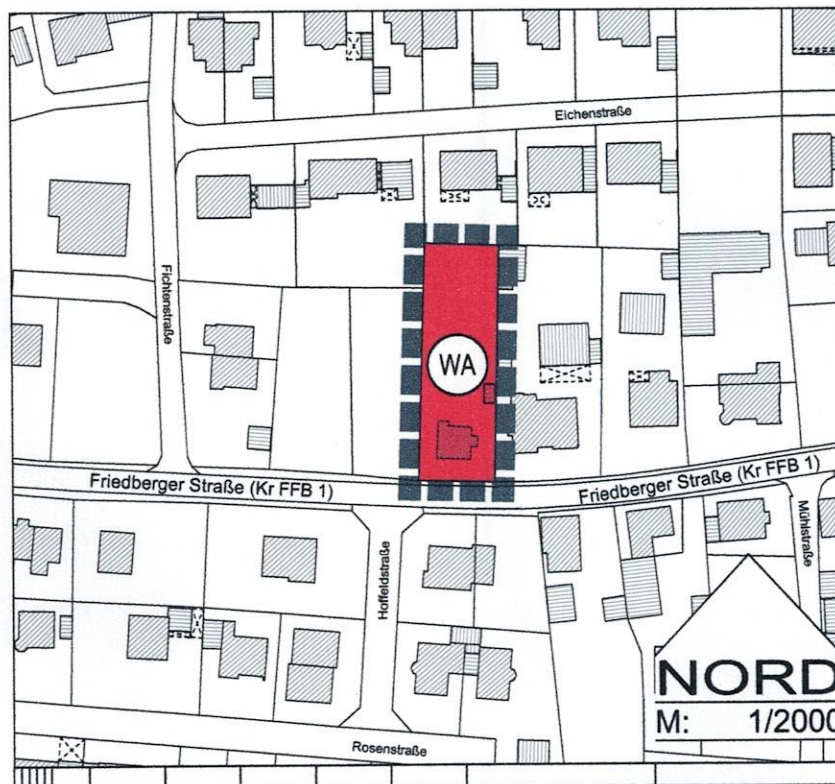 Eichenstraße
Fichtenstraße
WA
Friedberger Straße (Kr FFB 1)
Friedberger Straße (Kr FFB 1)
Hoffeldstraße
Mühlstraße
NORD
M: 1/2000
Rosenstraße